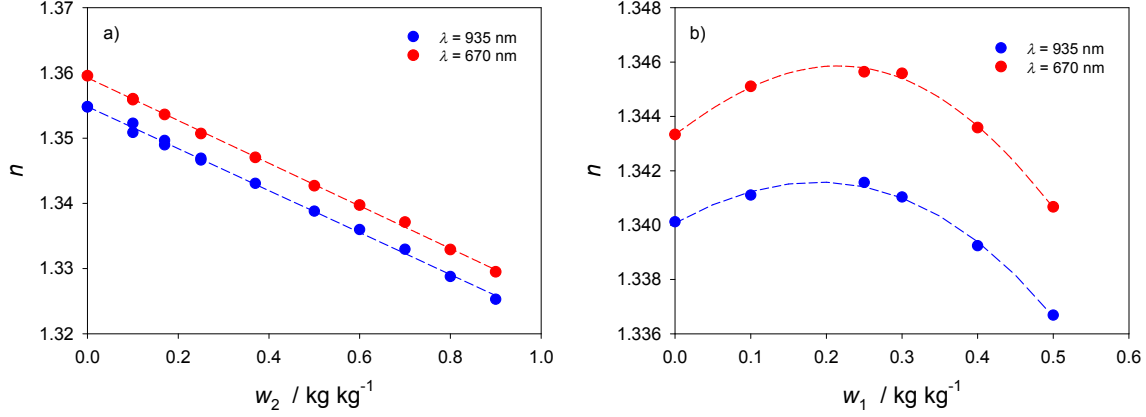 a)
λ = 935 nm
λ = 670 nm
1.37
1.36
1.35
1.34
1.33
1.32
n
0.0 0.2 0.4 0.6 0.8 1.0
w₂ / kg kg⁻¹
b)
λ = 935 nm
λ = 670 nm
1.348
1.346
1.344
1.342
1.340
1.338
1.336
n
0.0 0.1 0.2 0.3 0.4 0.5 0.6
w₁ / kg kg⁻¹